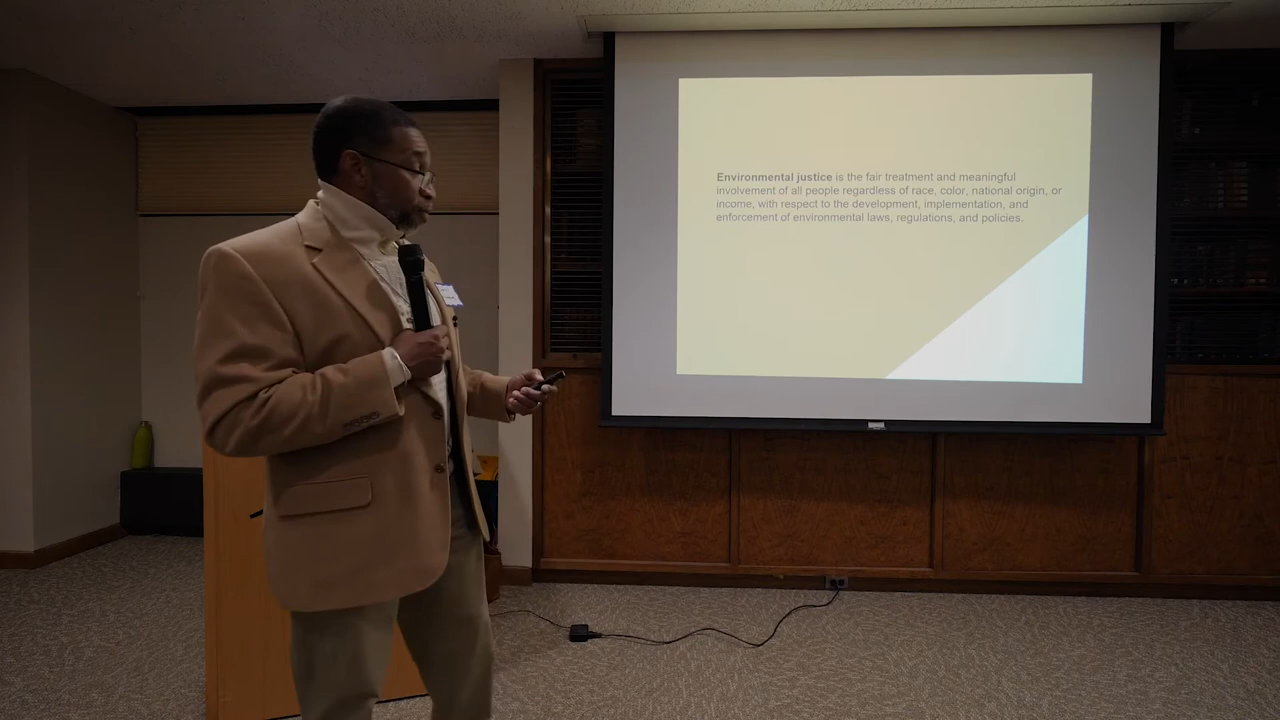 Environmental justice is the fair treatment and meaningful
involvement of all people regardless of race, color, national origin, or
income, with respect to the development, implementation, and
enforcement of environmental laws, regulations, and policies.